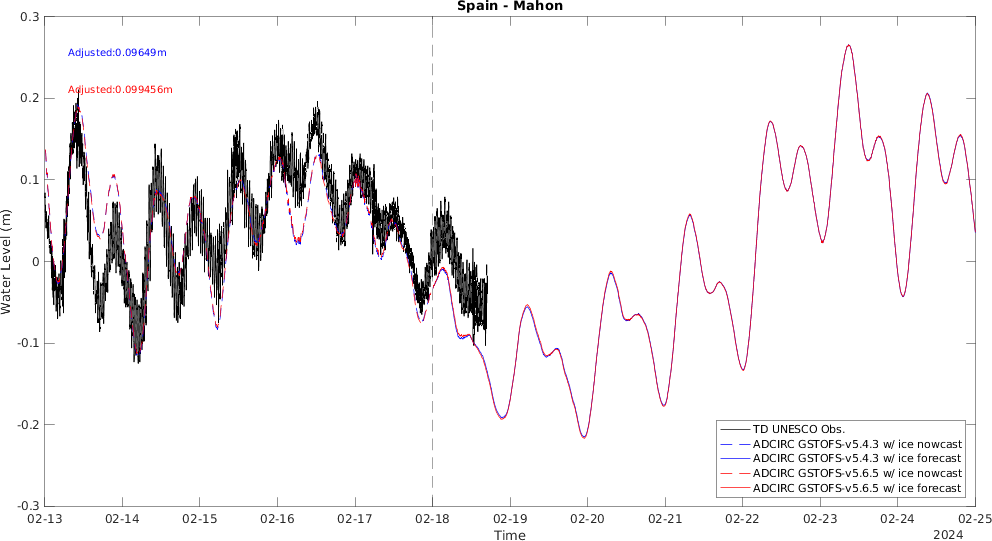 Spain - Mahon
0.3
0.2
0.1
0
-0.1
-0.2
-0.3
Water Level (m)
Adjusted:0.09649m
Adjusted:0.099456m
TD UNESCO Obs.
ADCIRC GSTOFS-v5.4.3 w/ ice nowcast
ADCIRC GSTOFS-v5.4.3 w/ ice forecast
ADCIRC GSTOFS-v5.6.5 w/ ice nowcast
ADCIRC GSTOFS-v5.6.5 w/ ice forecast
02-13 02-14 02-15 02-16 02-17 02-18 02-19 02-20 02-21 02-22 02-23 02-24 02-25
Time
2024